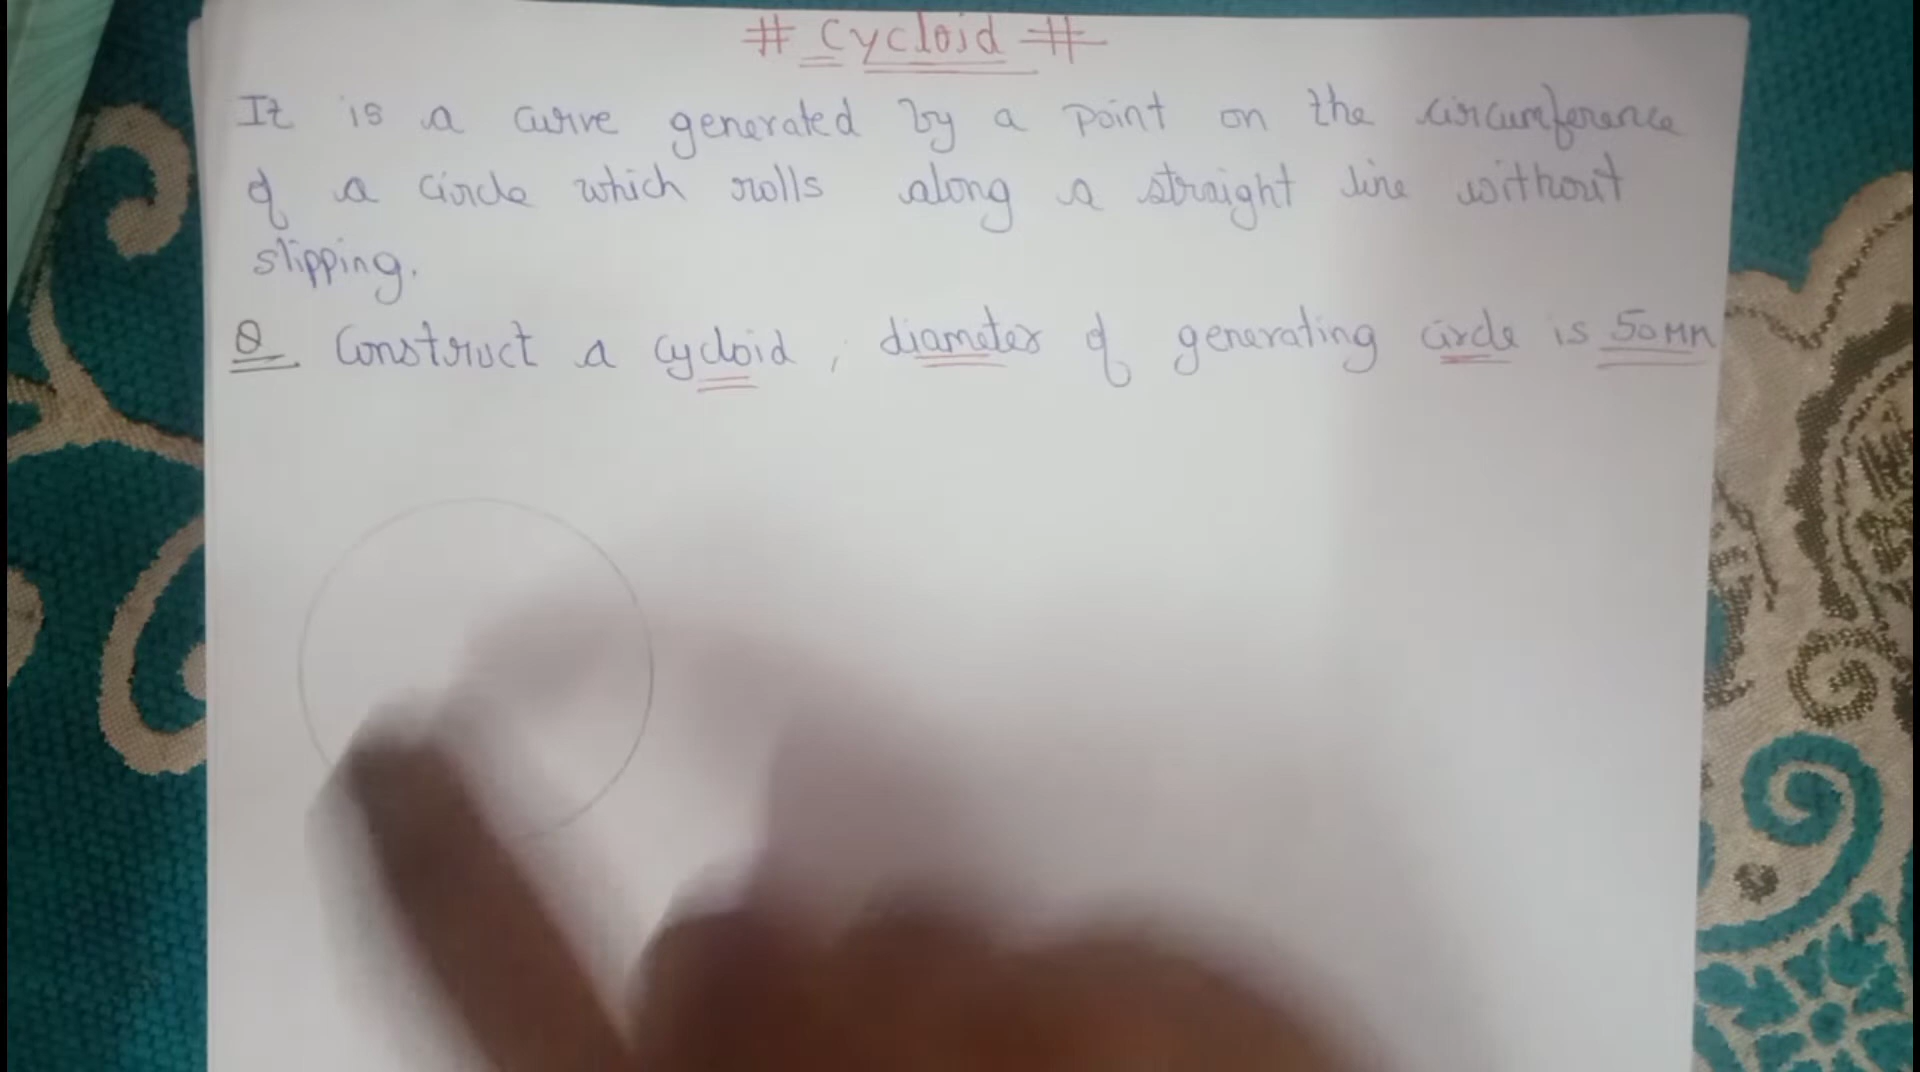 # Cycloid #
It is a curve generated by a point on the circumference
of a circle which rolls along a straight line without
slipping.
Q. Construct a cycloid, diameter of generating circle is 50MM